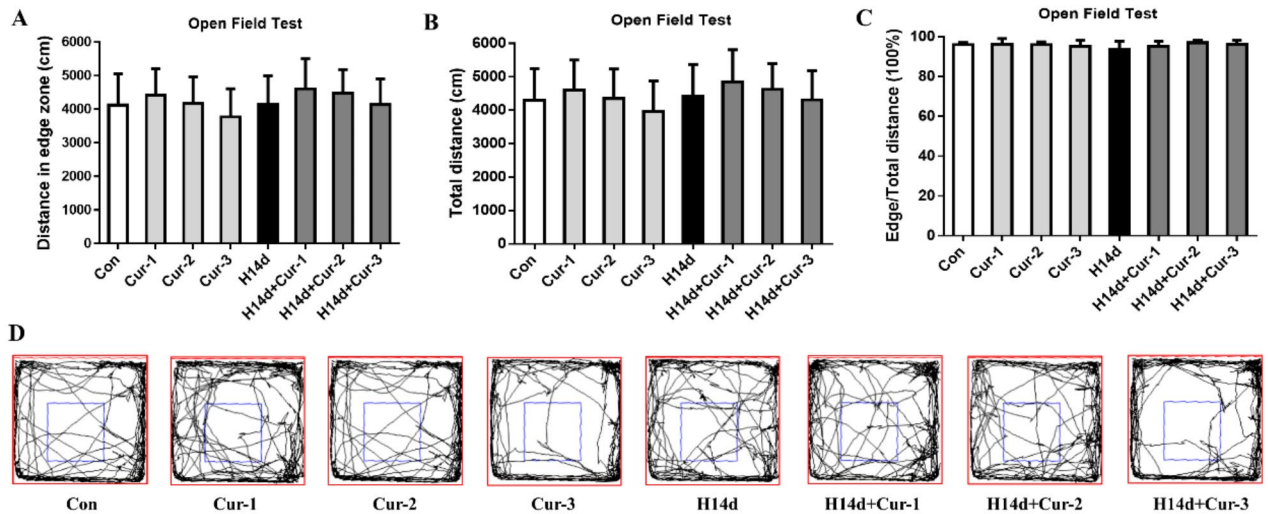 A
Open Field Test
Distance in edge zone (cm)
6000
5000
4000
3000
2000
1000
0
Con
Cur-1
Cur-2
Cur-3
H14d
H14d+Cur-1
H14d+Cur-2
H14d+Cur-3
B
Open Field Test
Total distance (cm)
6000
5000
4000
3000
2000
1000
0
Con
Cur-1
Cur-2
Cur-3
H14d
H14d+Cur-1
H14d+Cur-2
H14d+Cur-3
C
Open Field Test
Edge/Total distance (100%)
100
80
60
40
20
0
Con
Cur-1
Cur-2
Cur-3
H14d
H14d+Cur-1
H14d+Cur-2
H14d+Cur-3
D
Con
Cur-1
Cur-2
Cur-3
H14d
H14d+Cur-1
H14d+Cur-2
H14d+Cur-3